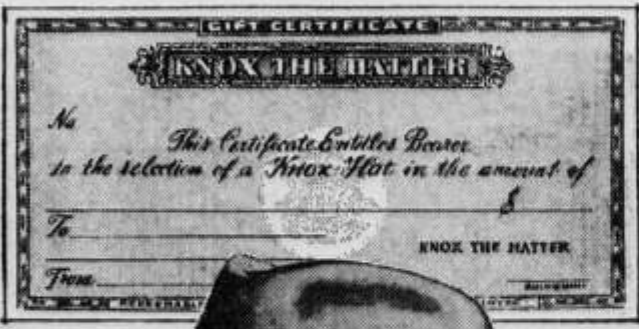 GIFT CERTIFICATE
KNOX THE HATTER
No
This Certificate Entitles Bearer
to the selection of a Knox Hat in the amount of
$
To
KNOX THE HATTER
From